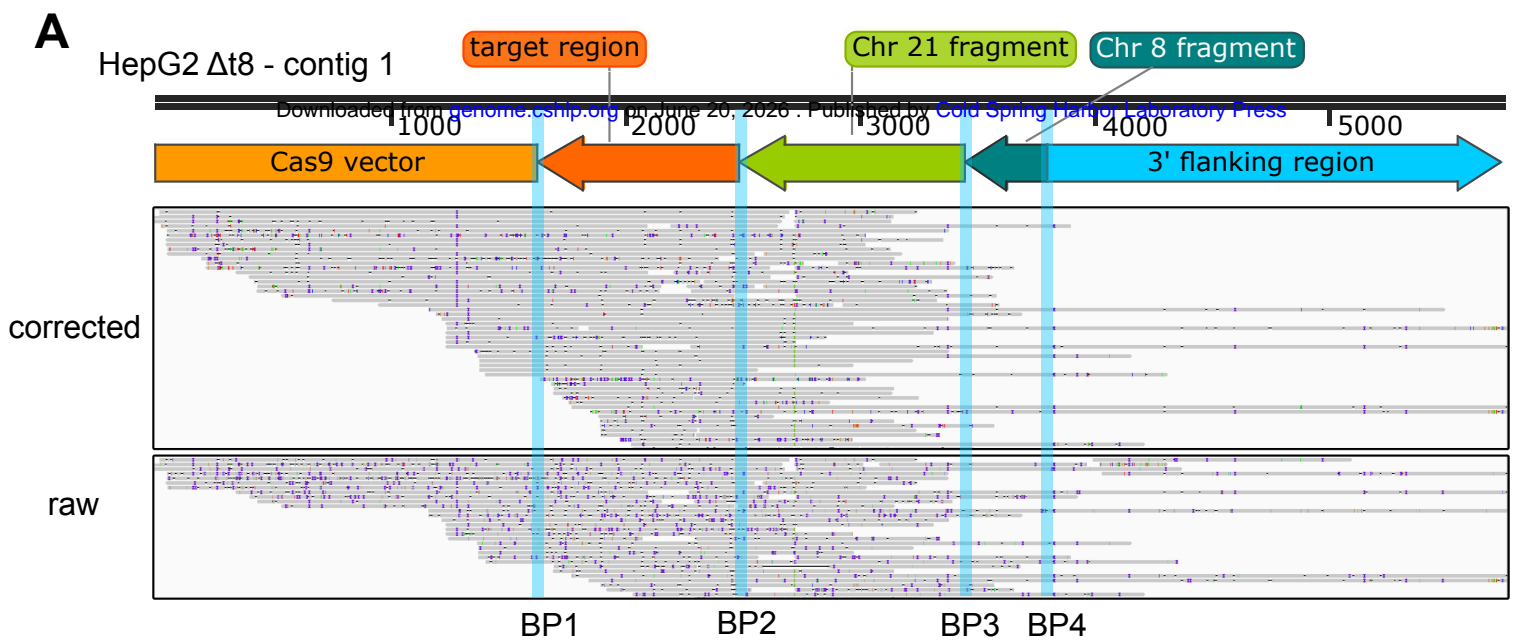 A
target region
Chr 21 fragment
Chr 8 fragment
HepG2 Δt8 - contig 1
Downloaded from genome.cshlp.org on June 20, 2026 . Published by Cold Spring Harbor Laboratory Press
1000 2000 3000 4000 5000
Cas9 vector
3' flanking region
corrected
raw
BP1 BP2 BP3 BP4